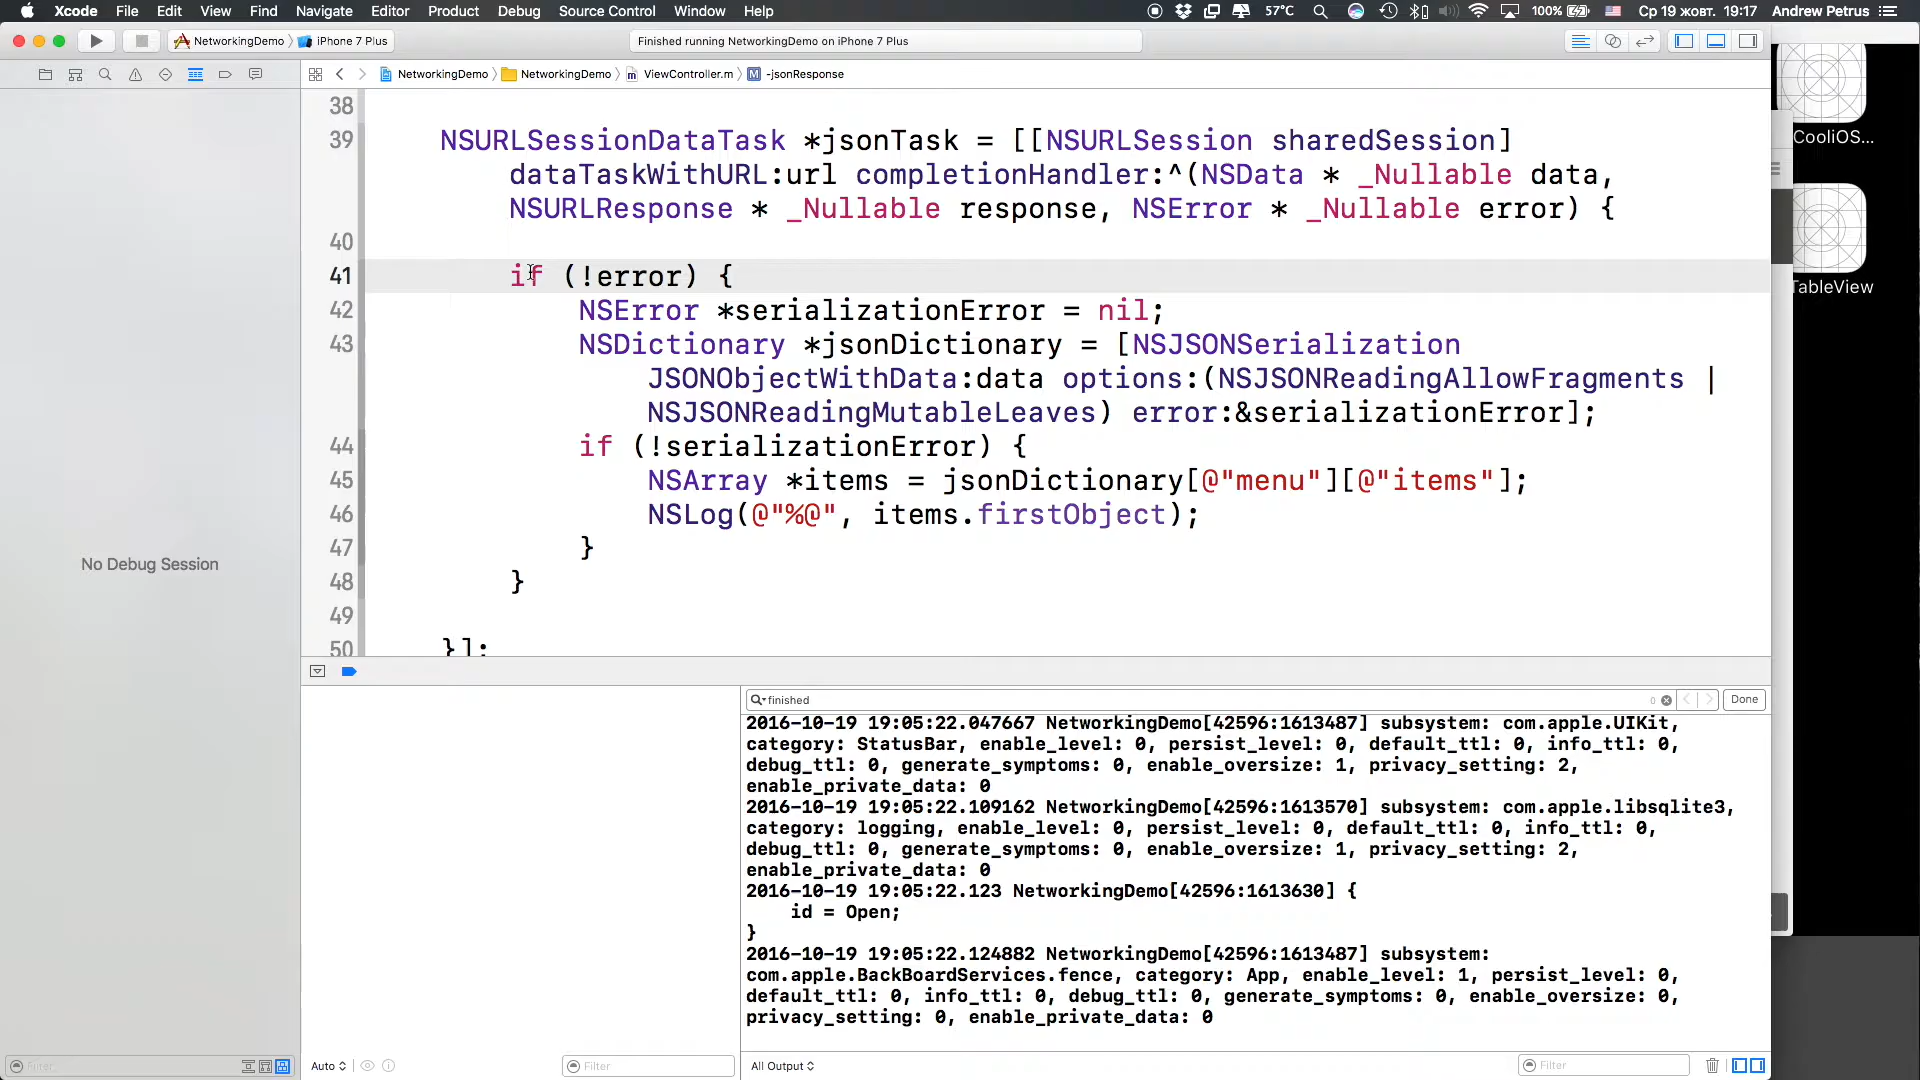 Xcode File Edit View Find Navigate Editor Product Debug Source Control Window Help 57°C 100% Ср 19 жовт. 19:17 Andrew Petrus
NetworkingDemo iPhone 7 Plus Finished running NetworkingDemo on iPhone 7 Plus
NetworkingDemo NetworkingDemo m ViewController.m M -jsonResponse
38
39 NSURLSessionDataTask *jsonTask = [[NSURLSession sharedSession]
dataTaskWithURL:url completionHandler:^(NSData * _Nullable data,
NSURLResponse * _Nullable response, NSError * _Nullable error) {
40
41 if (!error) {
42 NSError *serializationError = nil;
43 NSDictionary *jsonDictionary = [NSJSONSerialization
JSONObjectWithData:data options:(NSJSONReadingAllowFragments |
NSJSONReadingMutableLeaves) error:&serializationError];
44 if (!serializationError) {
45 NSArray *items = jsonDictionary[@"menu"][@"items"];
46 NSLog(@"%@", items.firstObject);
47 }
48 }
49
50 }];
CooliOS...
TableView
No Debug Session
finished 0 Done
2016-10-19 19:05:22.047667 NetworkingDemo[42596:1613487] subsystem: com.apple.UIKit,
category: StatusBar, enable_level: 0, persist_level: 0, default_ttl: 0, info_ttl: 0,
debug_ttl: 0, generate_symptoms: 0, enable_oversize: 1, privacy_setting: 2,
enable_private_data: 0
2016-10-19 19:05:22.109162 NetworkingDemo[42596:1613570] subsystem: com.apple.libsqlite3,
category: logging, enable_level: 0, persist_level: 0, default_ttl: 0, info_ttl: 0,
debug_ttl: 0, generate_symptoms: 0, enable_oversize: 1, privacy_setting: 2,
enable_private_data: 0
2016-10-19 19:05:22.123 NetworkingDemo[42596:1613630] {
id = Open;
}
2016-10-19 19:05:22.124882 NetworkingDemo[42596:1613487] subsystem:
com.apple.BackBoardServices.fence, category: App, enable_level: 1, persist_level: 0,
default_ttl: 0, info_ttl: 0, debug_ttl: 0, generate_symptoms: 0, enable_oversize: 0,
privacy_setting: 0, enable_private_data: 0
Filter Auto Filter All Output Filter